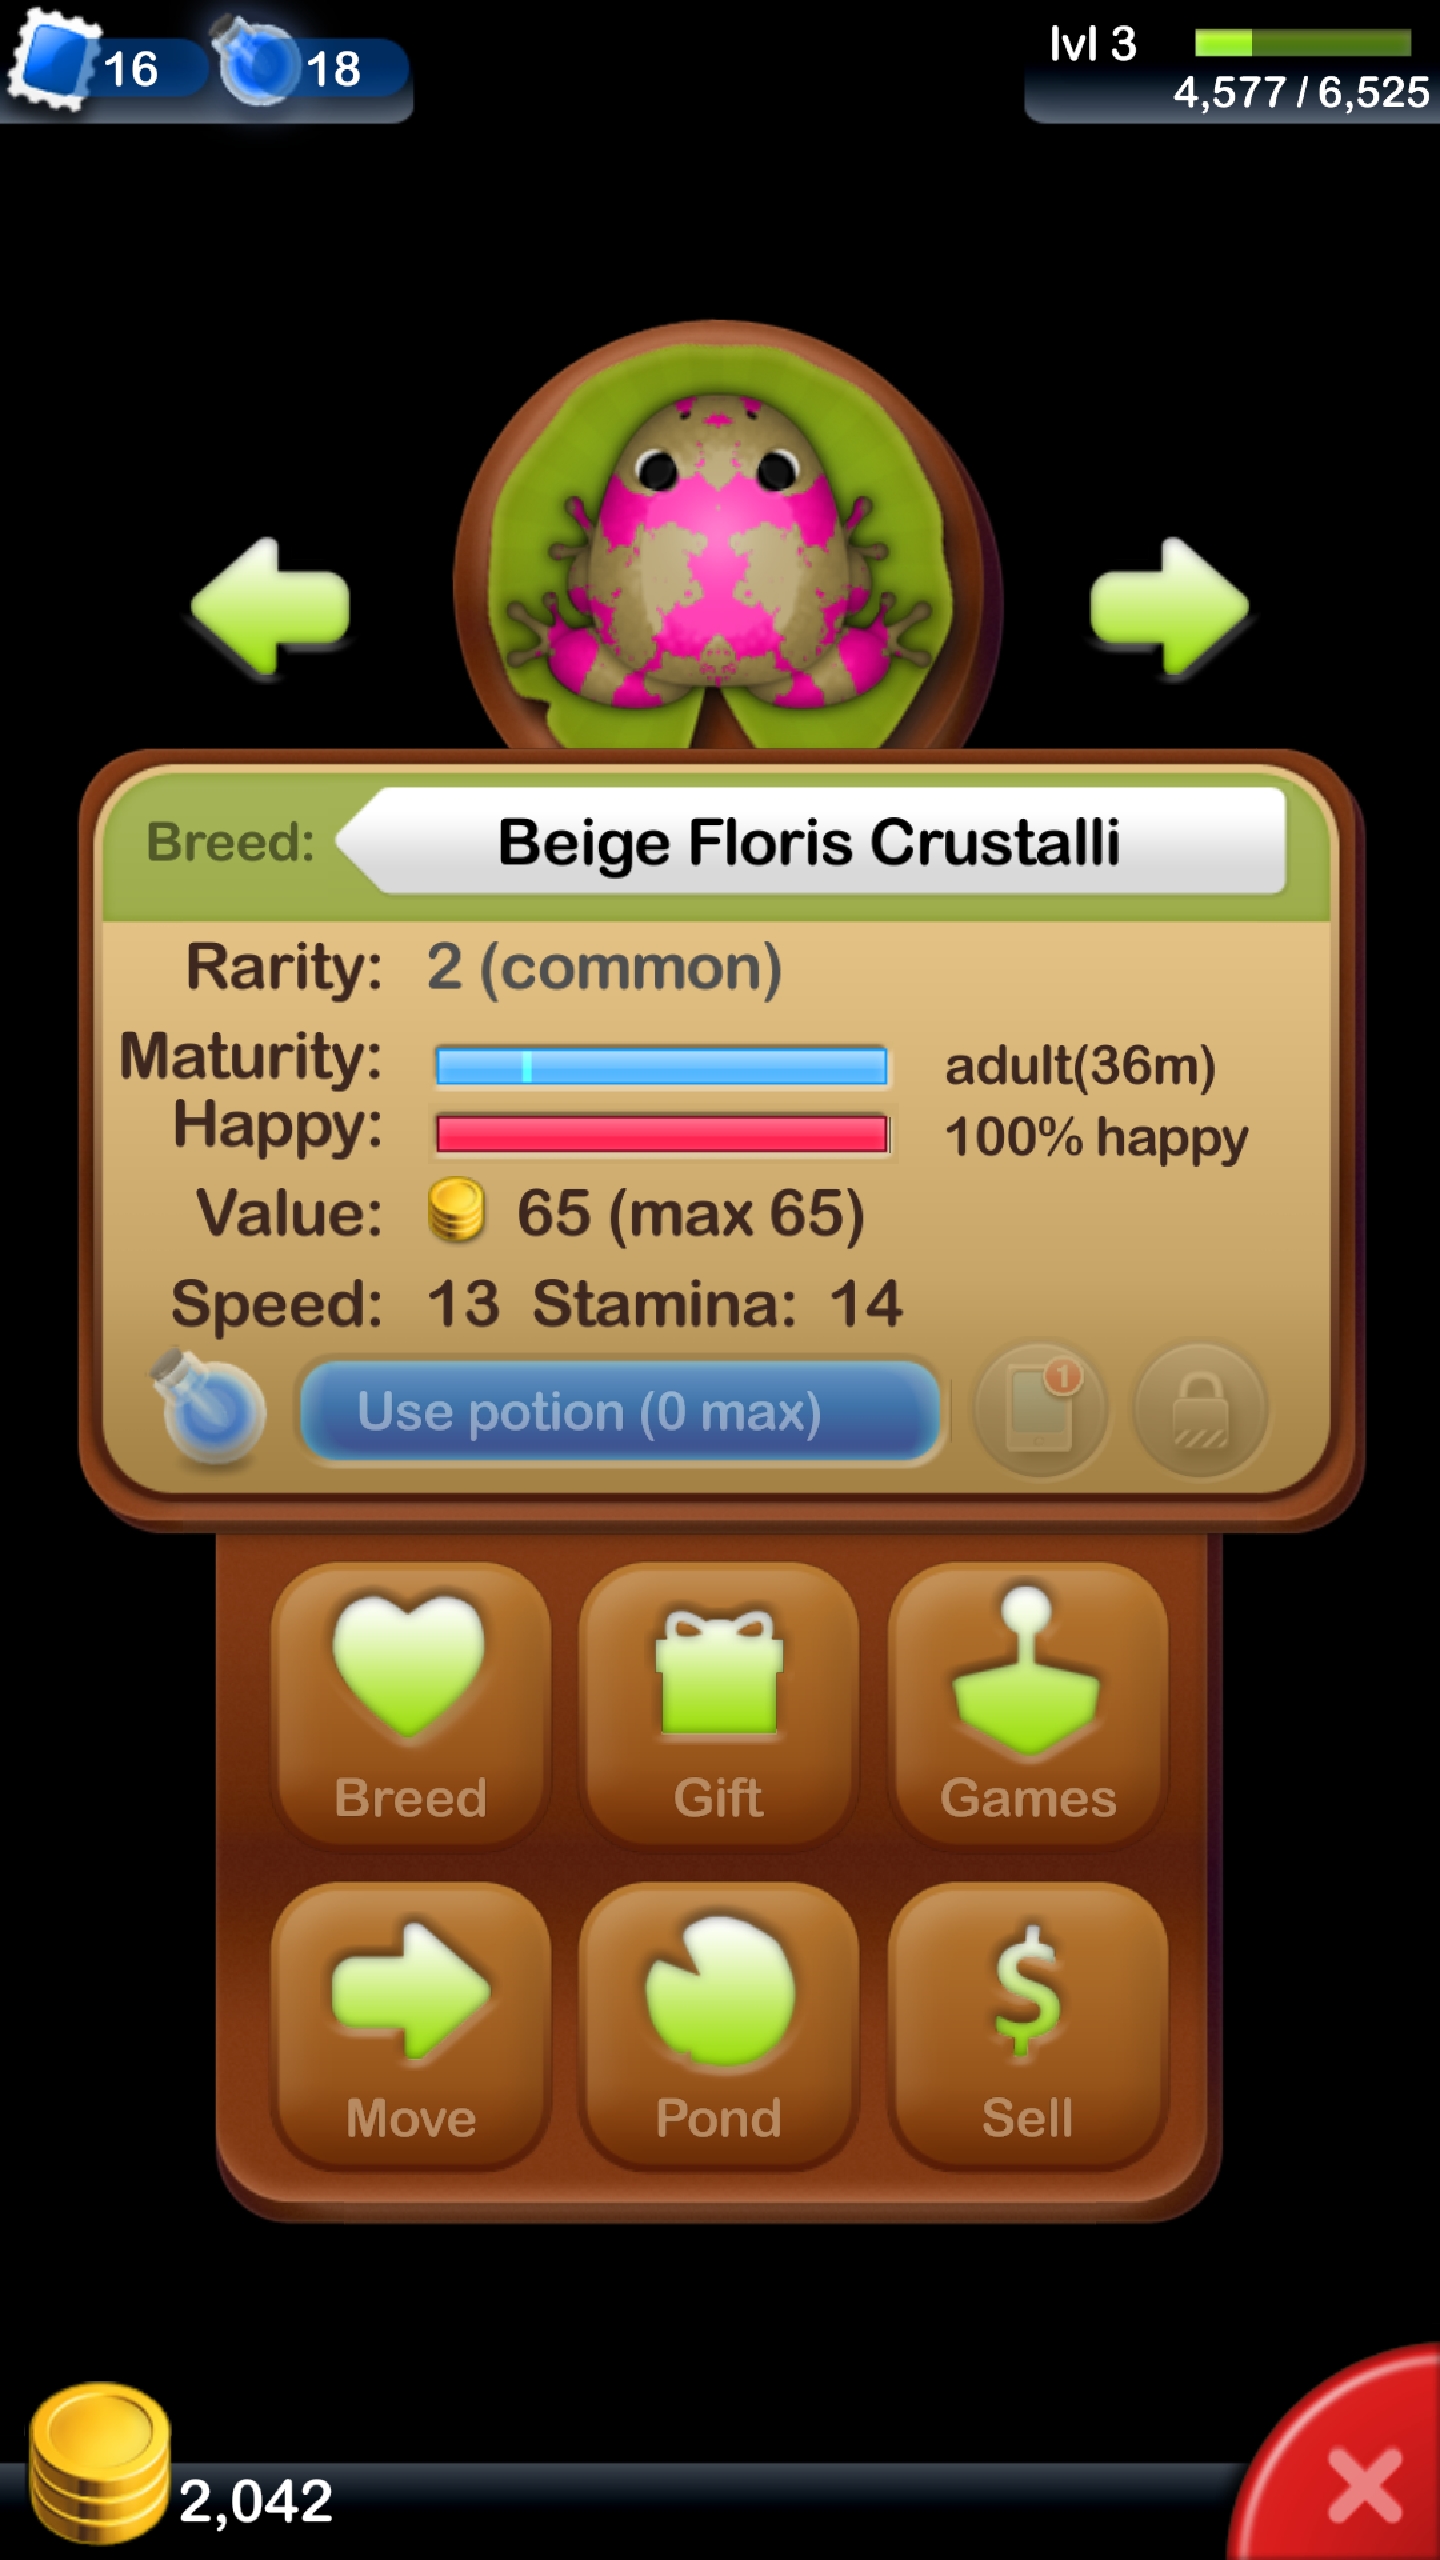 16 18 lvl 3
4,577 / 6,525
Breed: Beige Floris Crustalli
Rarity: 2 (common)
Maturity: adult(36m)
Happy: 100% happy
Value: 65 (max 65)
Speed: 13 Stamina: 14
Use potion (0 max) 1
Breed Gift Games
Move Pond Sell
2,042